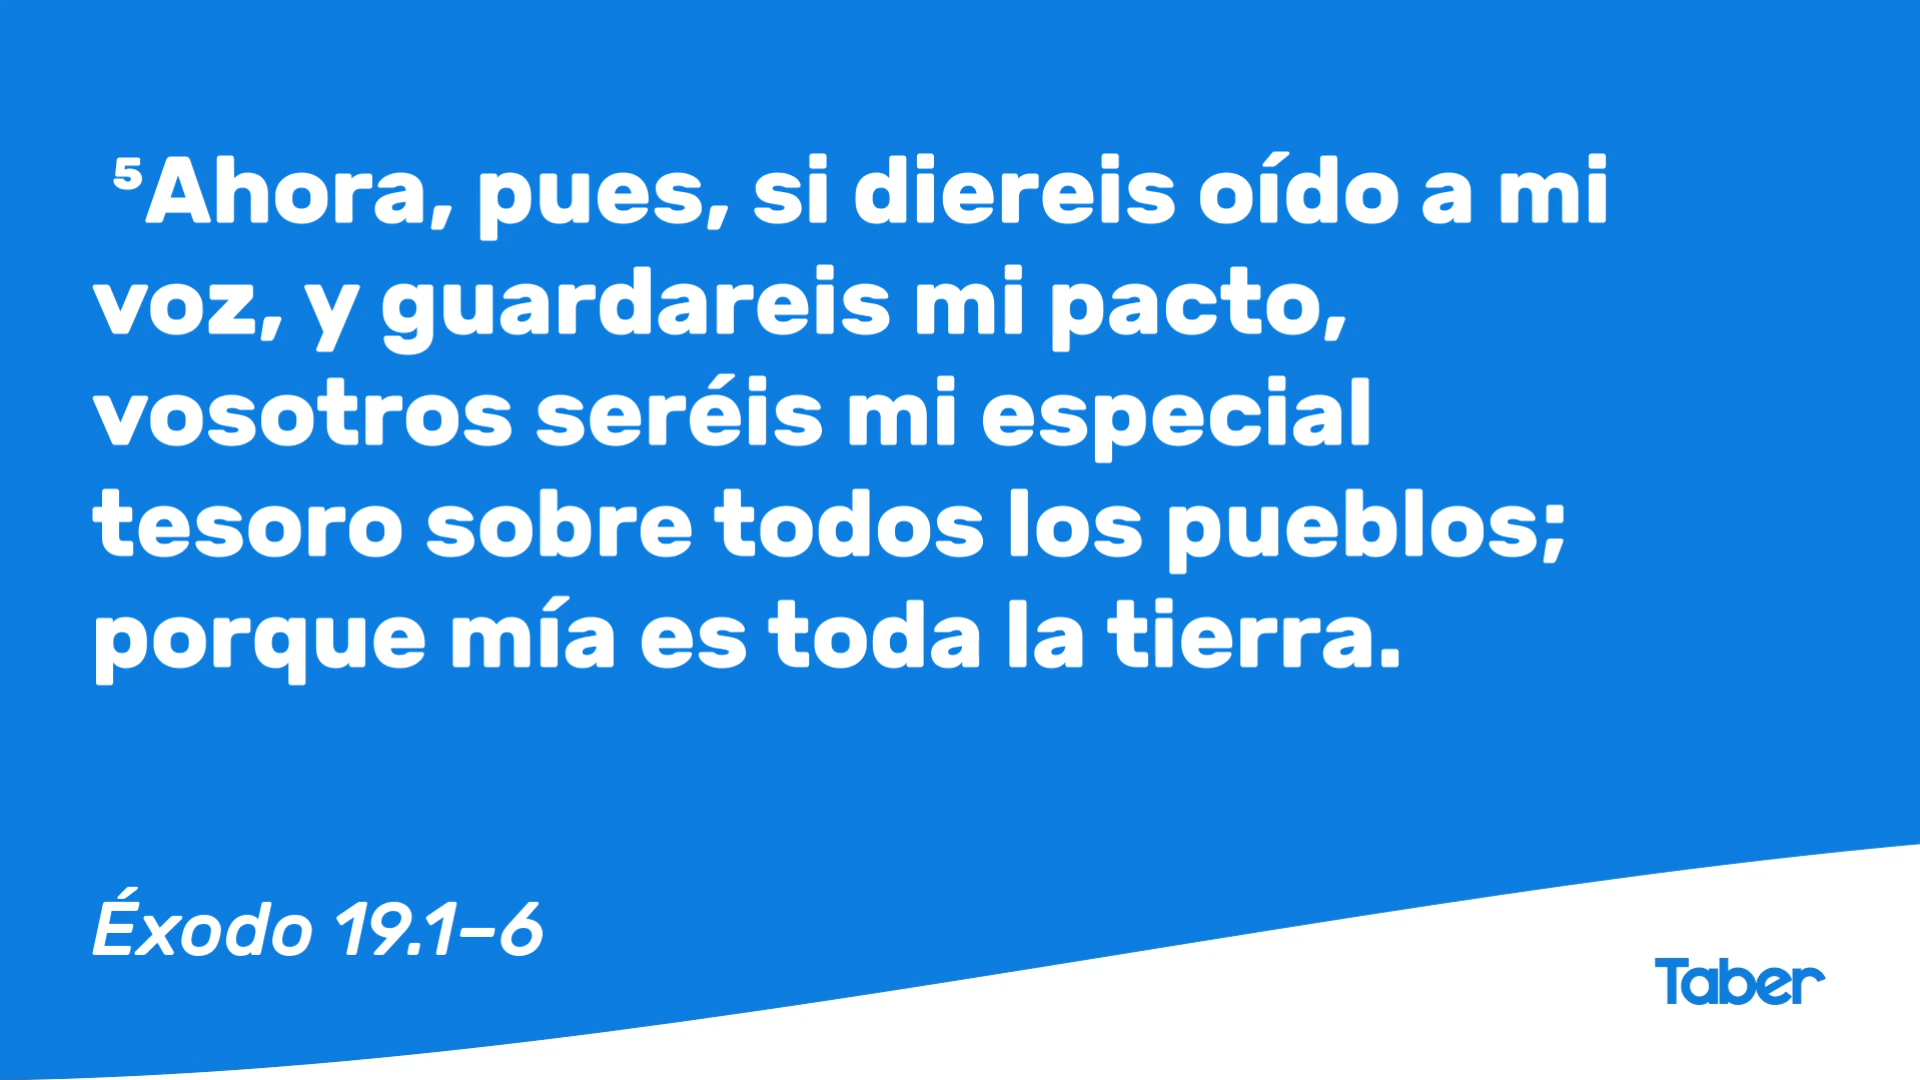 ⁵Ahora, pues, si diereis oído a mi
voz, y guardareis mi pacto,
vosotros seréis mi especial
tesoro sobre todos los pueblos;
porque mía es toda la tierra.
Éxodo 19.1–6
Taber